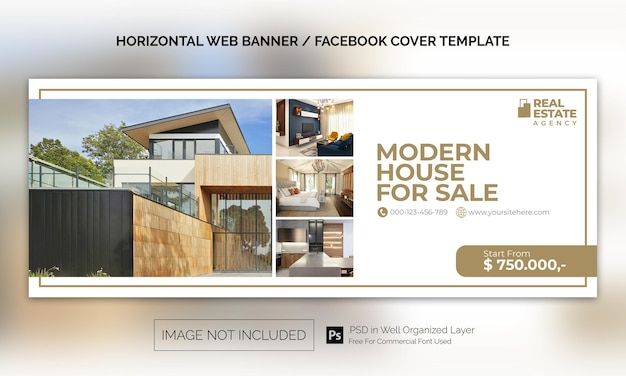 HORIZONTAL WEB BANNER / FACEBOOK COVER TEMPLATE
REAL
ESTATE
AGENCY
MODERN
HOUSE
FOR SALE
000-123-456-789 www.yoursitehere.com
Start From
$ 750.000,-
IMAGE NOT INCLUDED
Ps
PSD in Well Organized Layer
Free For Commercial Font Used